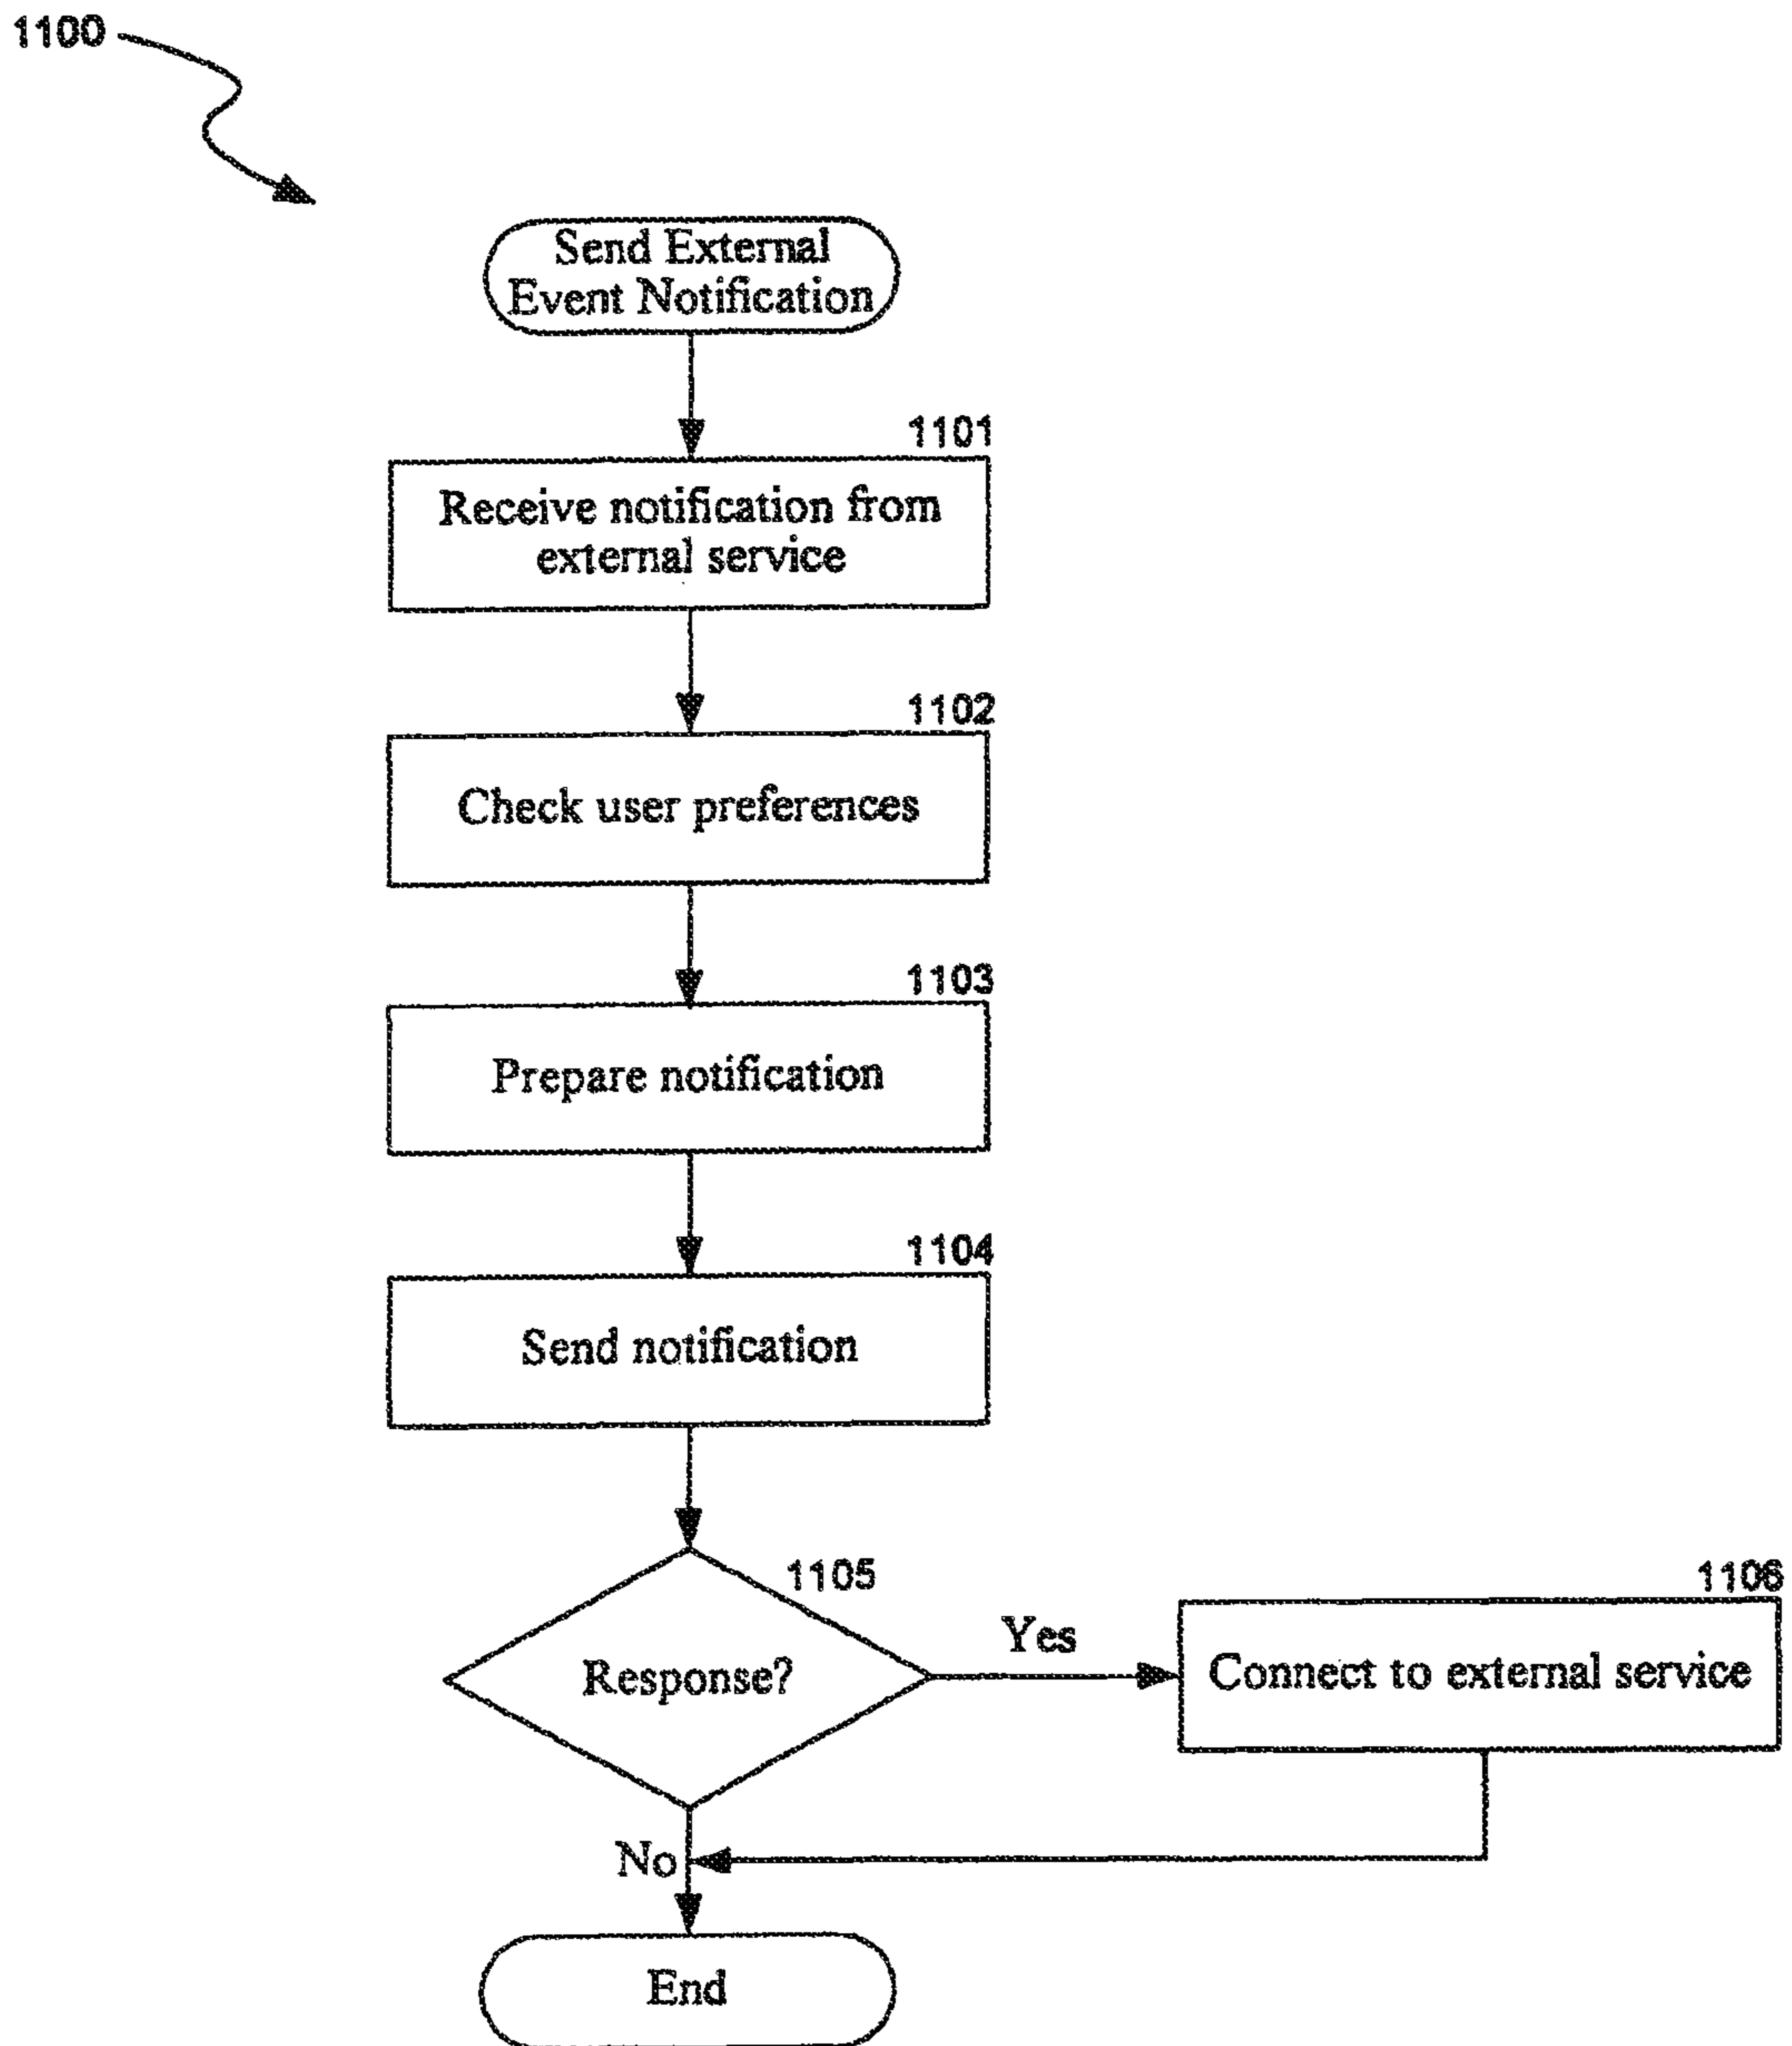 1100
Send External
Event Notification
1101
Receive notification from
external service
1102
Check user preferences
1103
Prepare notification
1104
Send notification
1105
Response?
Yes
1106
Connect to external service
No
End